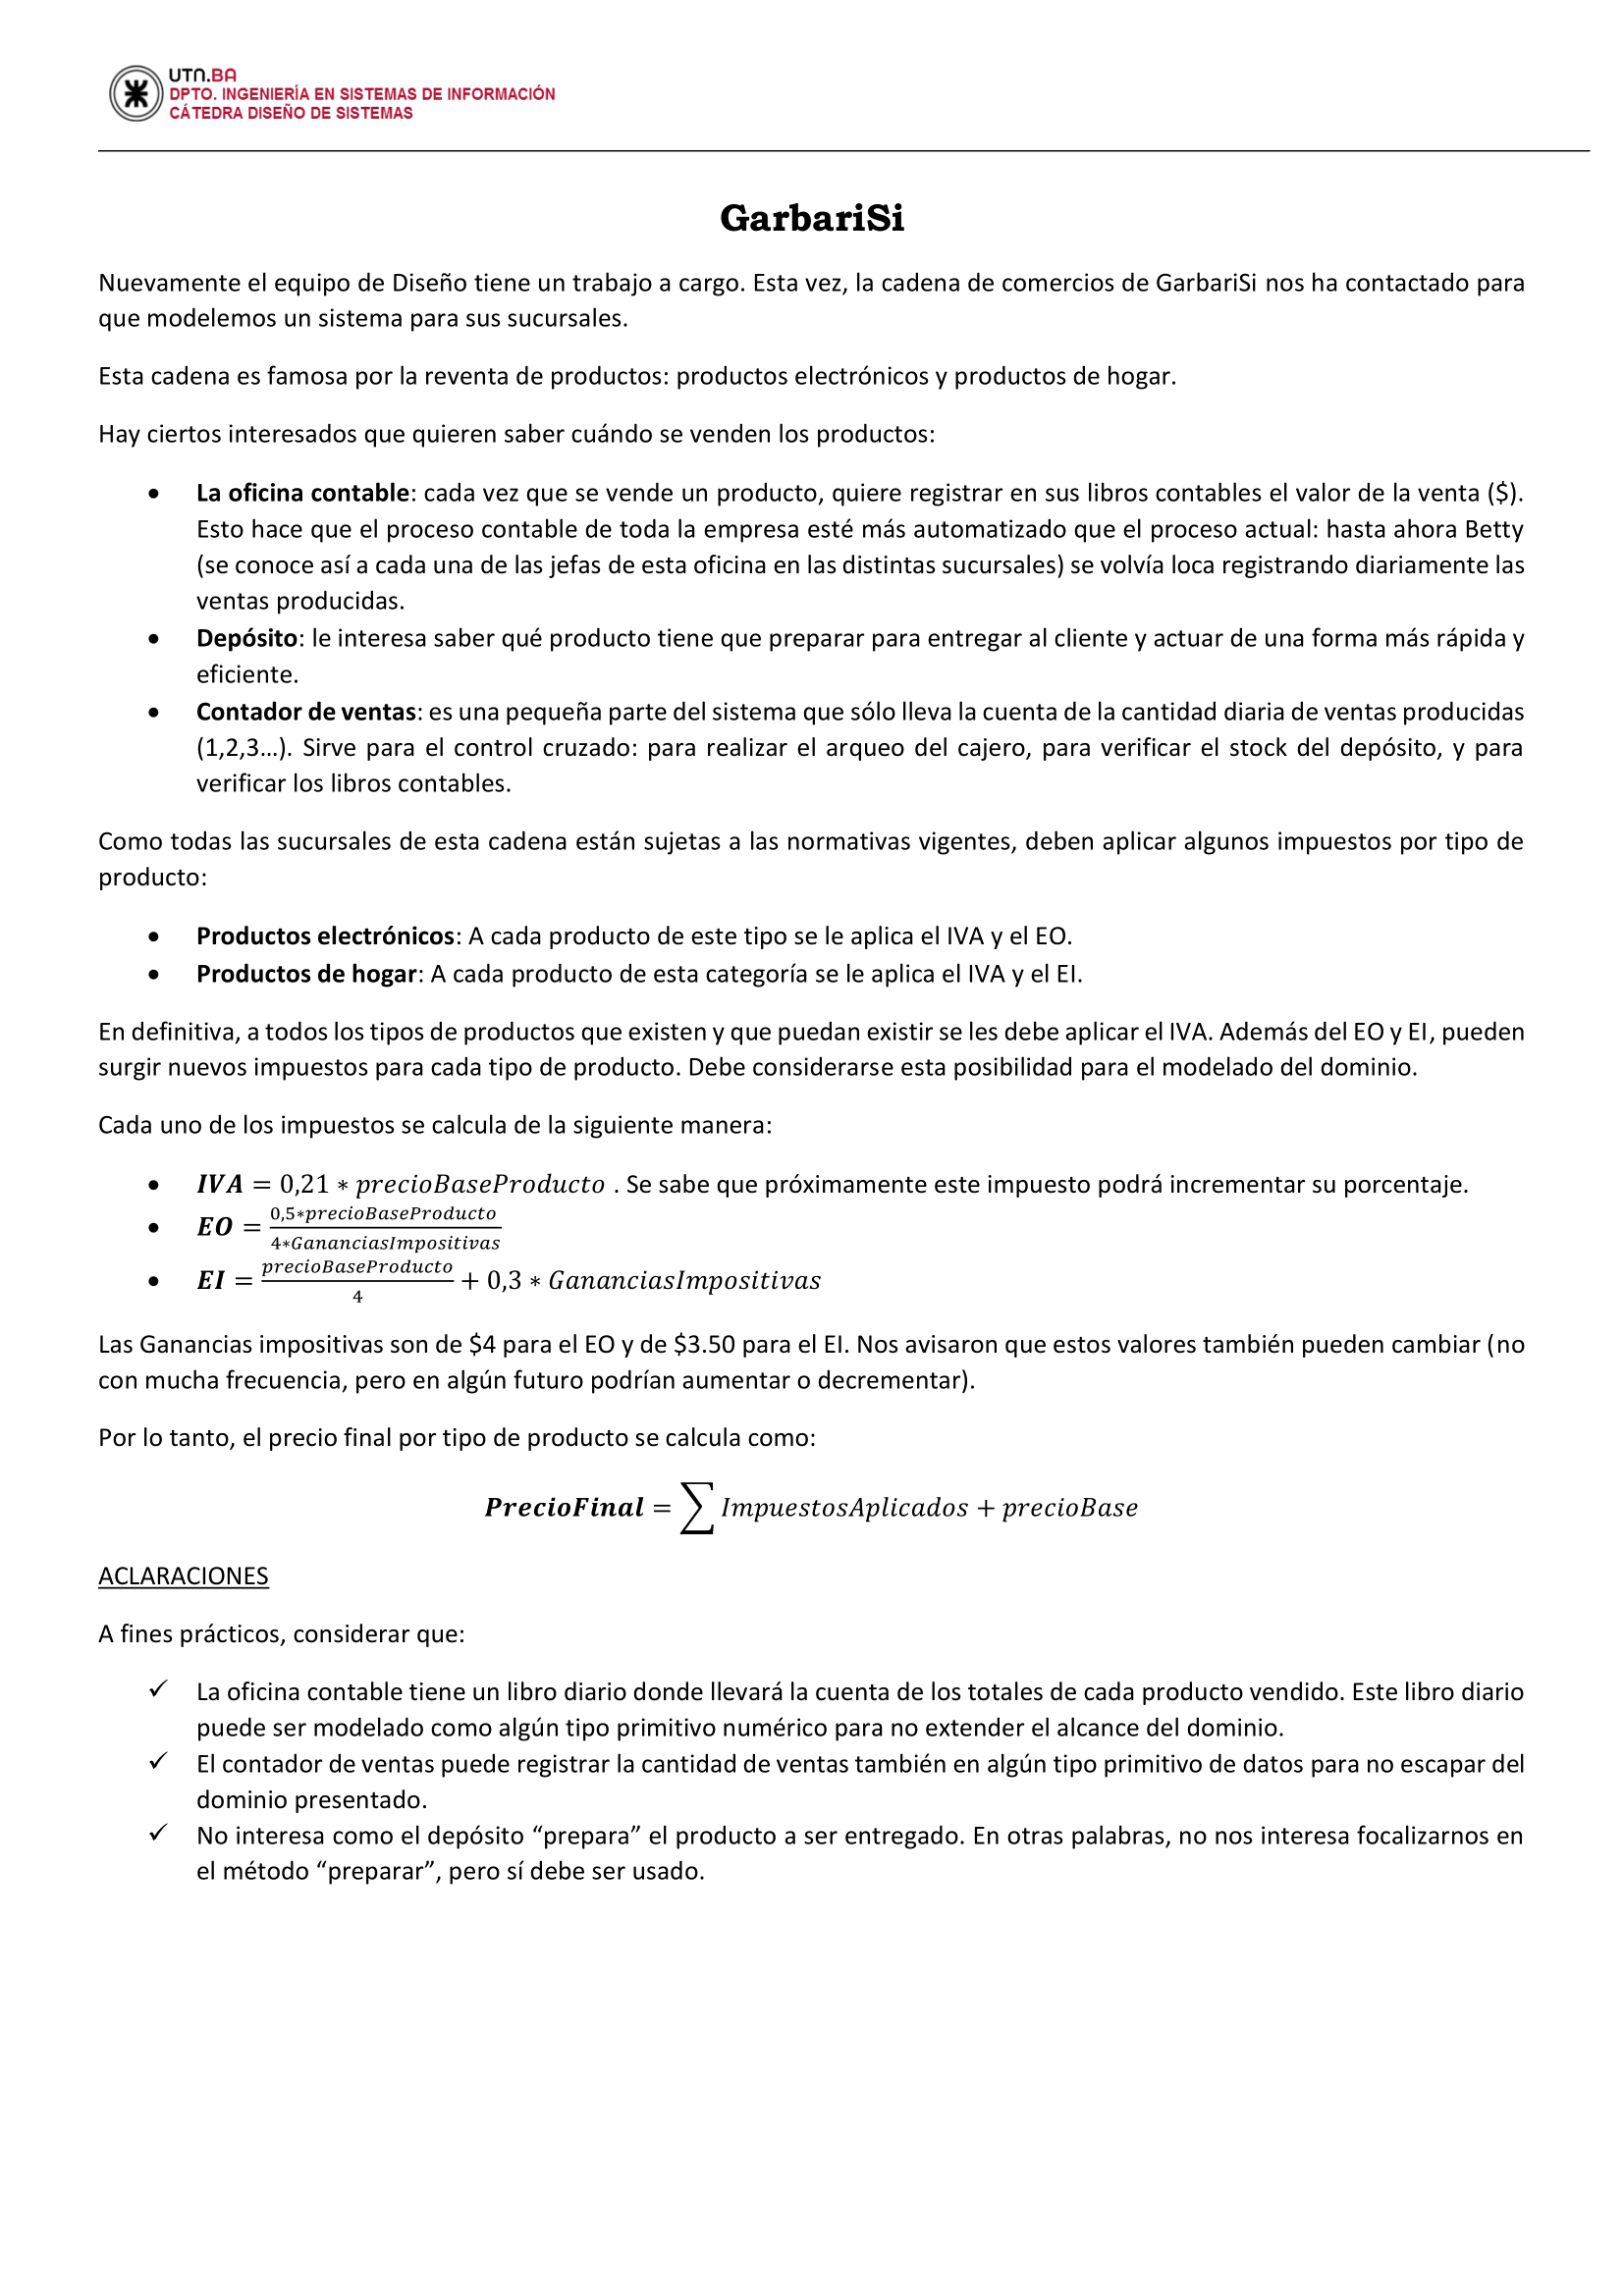 UTN.BA
DPTO. INGENIERÍA EN SISTEMAS DE INFORMACIÓN
CÁTEDRA DISEÑO DE SISTEMAS
GarbariSi
Nuevamente el equipo de Diseño tiene un trabajo a cargo. Esta vez, la cadena de comercios de GarbariSi nos ha contactado para
que modelemos un sistema para sus sucursales.
Esta cadena es famosa por la reventa de productos: productos electrónicos y productos de hogar.
Hay ciertos interesados que quieren saber cuándo se venden los productos:
• La oficina contable: cada vez que se vende un producto, quiere registrar en sus libros contables el valor de la venta ($).
Esto hace que el proceso contable de toda la empresa esté más automatizado que el proceso actual: hasta ahora Betty
(se conoce así a cada una de las jefas de esta oficina en las distintas sucursales) se volvía loca registrando diariamente las
ventas producidas.
• Depósito: le interesa saber qué producto tiene que preparar para entregar al cliente y actuar de una forma más rápida y
eficiente.
• Contador de ventas: es una pequeña parte del sistema que sólo lleva la cuenta de la cantidad diaria de ventas producidas
(1,2,3…). Sirve para el control cruzado: para realizar el arqueo del cajero, para verificar el stock del depósito, y para
verificar los libros contables.
Como todas las sucursales de esta cadena están sujetas a las normativas vigentes, deben aplicar algunos impuestos por tipo de
producto:
• Productos electrónicos: A cada producto de este tipo se le aplica el IVA y el EO.
• Productos de hogar: A cada producto de esta categoría se le aplica el IVA y el EI.
En definitiva, a todos los tipos de productos que existen y que puedan existir se les debe aplicar el IVA. Además del EO y EI, pueden
surgir nuevos impuestos para cada tipo de producto. Debe considerarse esta posibilidad para el modelado del dominio.
Cada uno de los impuestos se calcula de la siguiente manera:
• IVA = 0,21 ∗ precioBaseProducto . Se sabe que próximamente este impuesto podrá incrementar su porcentaje.
• EO = 0,5∗precioBaseProducto / 4∗GananciasImpositivas
• EI = precioBaseProducto / 4 + 0,3 ∗ GananciasImpositivas
Las Ganancias impositivas son de $4 para el EO y de $3.50 para el EI. Nos avisaron que estos valores también pueden cambiar (no
con mucha frecuencia, pero en algún futuro podrían aumentar o decrementar).
Por lo tanto, el precio final por tipo de producto se calcula como:
PrecioFinal = ∑ ImpuestosAplicados + precioBase
ACLARACIONES
A fines prácticos, considerar que:
✓ La oficina contable tiene un libro diario donde llevará la cuenta de los totales de cada producto vendido. Este libro diario
puede ser modelado como algún tipo primitivo numérico para no extender el alcance del dominio.
✓ El contador de ventas puede registrar la cantidad de ventas también en algún tipo primitivo de datos para no escapar del
dominio presentado.
✓ No interesa como el depósito “prepara” el producto a ser entregado. En otras palabras, no nos interesa focalizarnos en
el método “preparar”, pero sí debe ser usado.